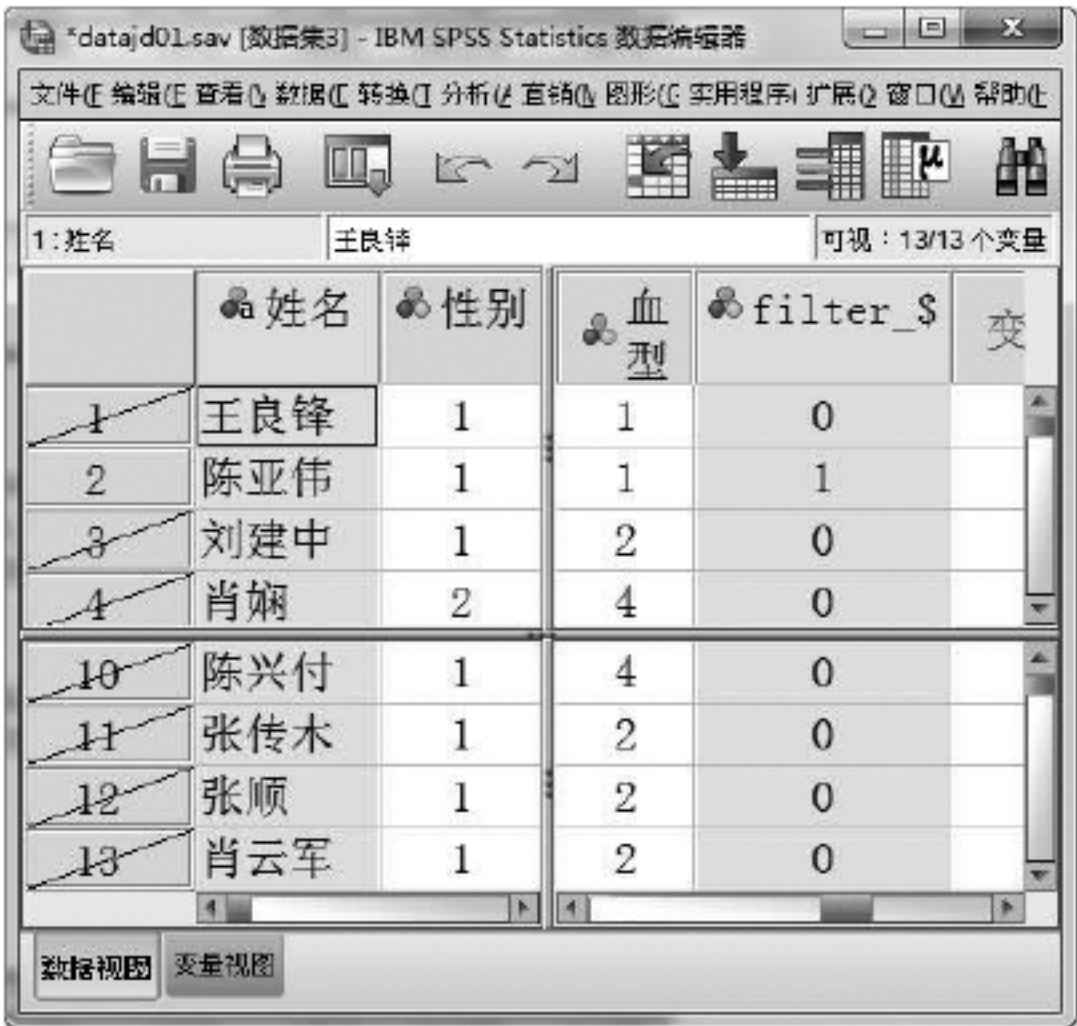 *datajd01.sav [数据集3] - IBM SPSS Statistics 数据编辑器
文件(F 编辑(E 查看(V 数据(D 转换(T 分析(A 直销(M 图形(G 实用程序( 扩展(X 窗口(W 帮助(H
1:姓名 王良锋 可视：13/13 个变量
姓名 性别 血型 filter_$ 变
1 王良锋 1 1 0
2 陈亚伟 1 1 1
3 刘建中 1 2 0
4 肖娴 2 4 0
10 陈兴付 1 4 0
11 张传木 1 2 0
12 张顺 1 2 0
13 肖云军 1 2 0
数据视图 变量视图